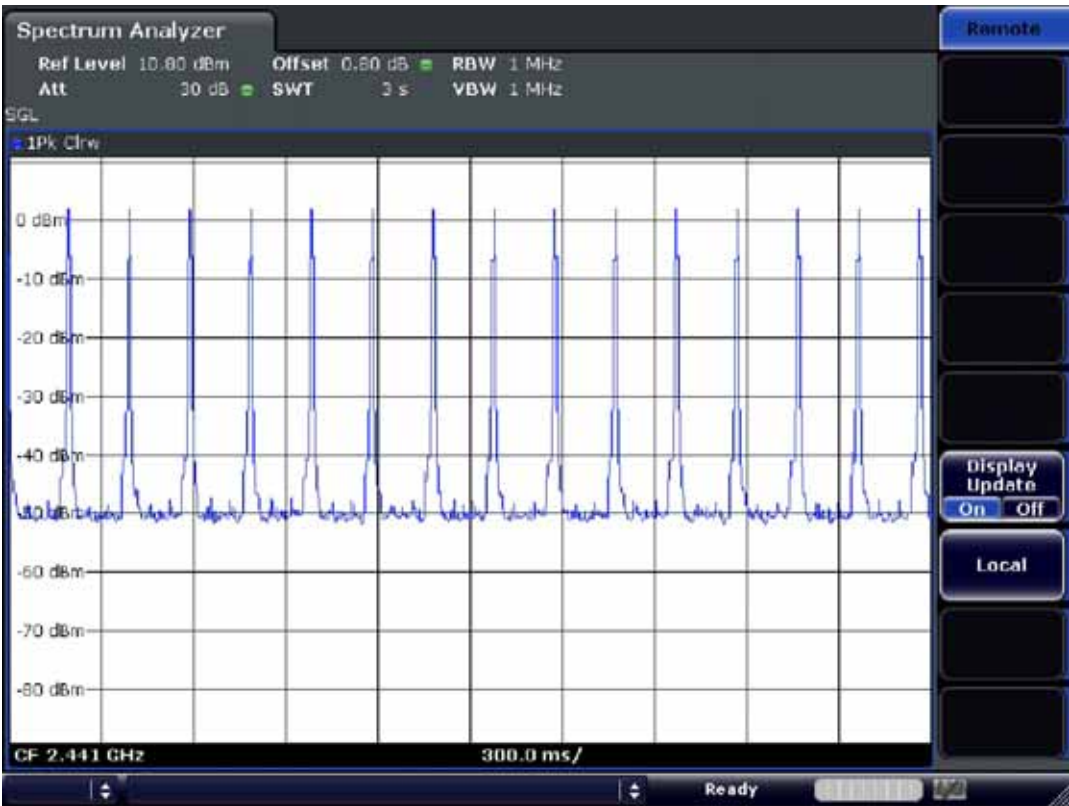 Spectrum Analyzer
Remote
Ref Level 10.80 dBm Offset 0.80 dB RBW 1 MHz
Att 30 dB SWT 3 s VBW 1 MHz
SGL
1Pk Clrw
0 dBm
-10 dBm
-20 dBm
-30 dBm
-40 dBm
-50 dBm
-60 dBm
-70 dBm
-80 dBm
Display
Update
On Off
Local
CF 2.441 GHz 300.0 ms/
Ready